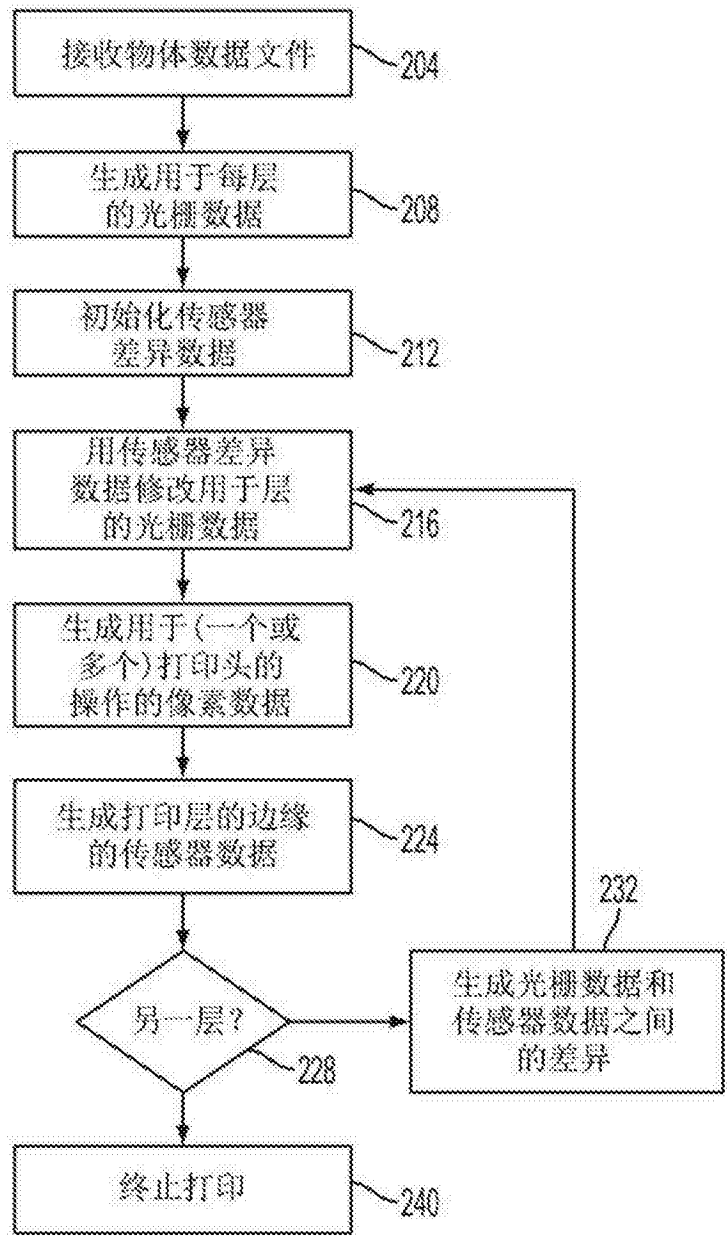 接收物体数据文件
204
生成用于每层
的光栅数据
208
初始化传感器
差异数据
212
用传感器差异
数据修改用于层
的光栅数据
216
生成用于(一个或
多个)打印头的
操作的像素数据
220
生成打印层的边缘
的传感器数据
224
另一层?
228
232
生成光栅数据和
传感器数据之间
的差异
终止打印
240